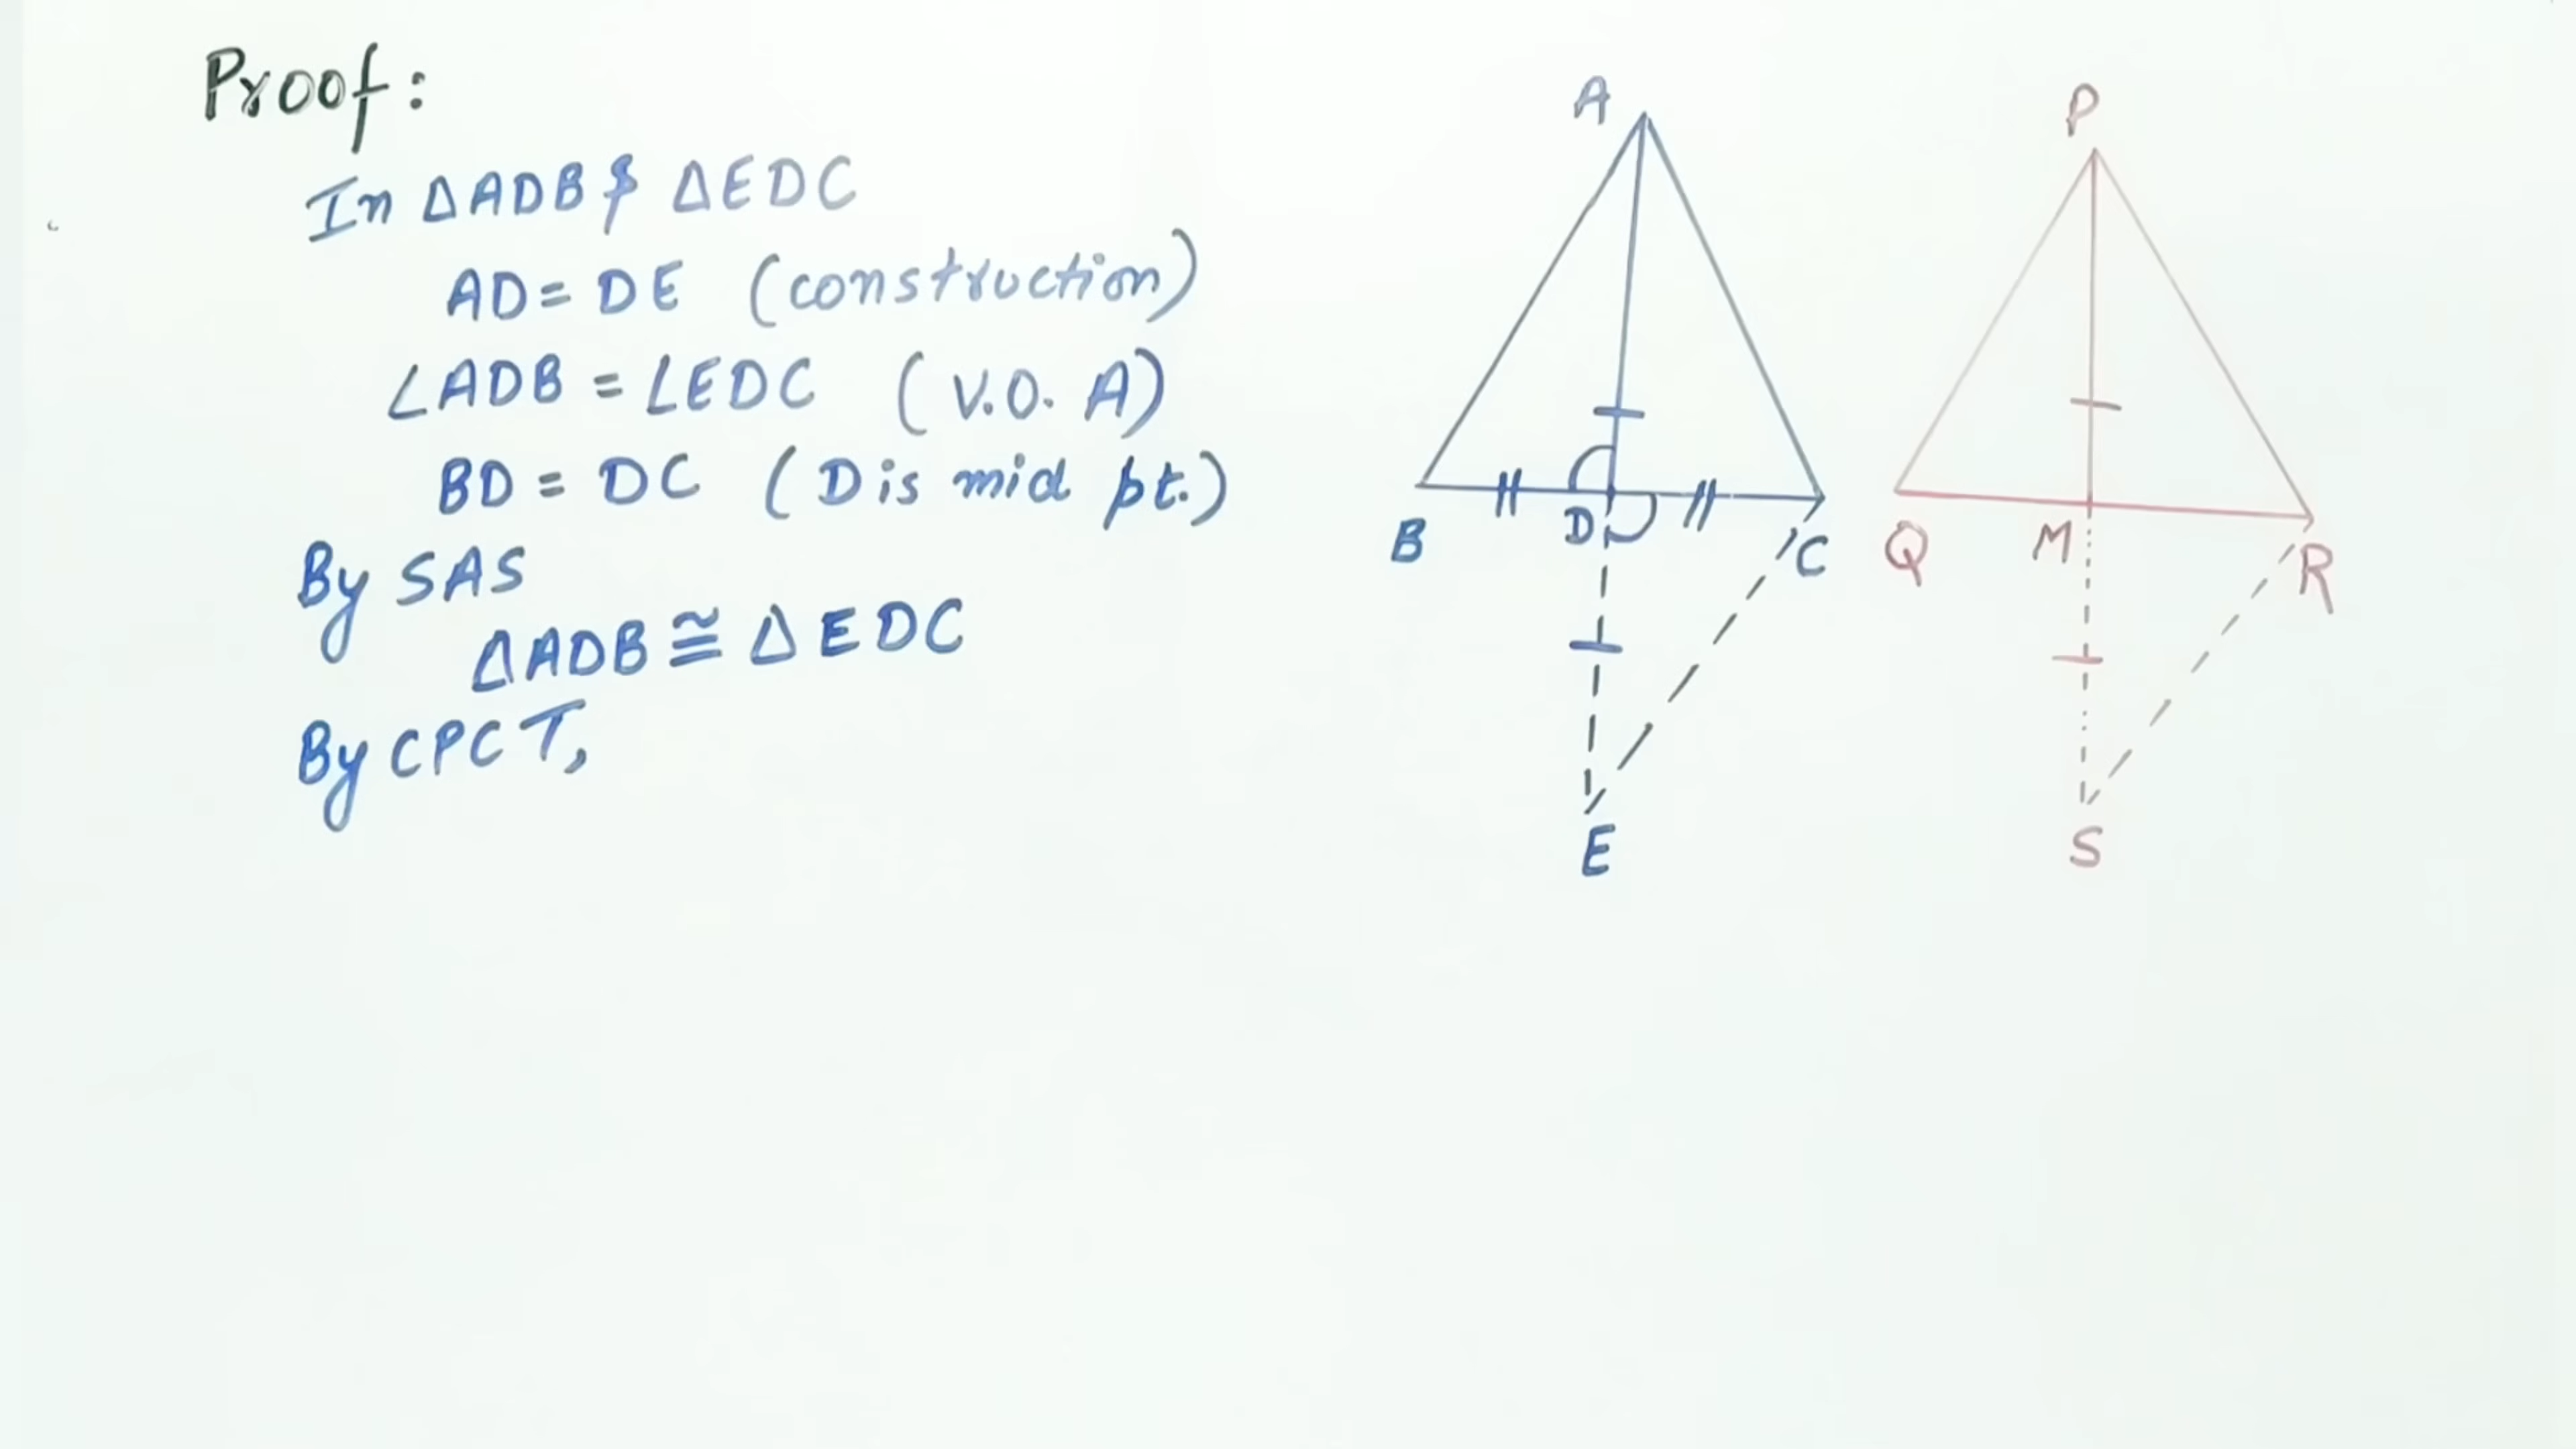 Proof:
In ΔADB & ΔEDC
AD = DE (construction)
∠ADB = ∠EDC (V.O. A)
BD = DC (D is mid pt.)
By SAS
ΔADB ≅ ΔEDC
By CPCT,
A
B
D
C
E
P
Q
M
R
S